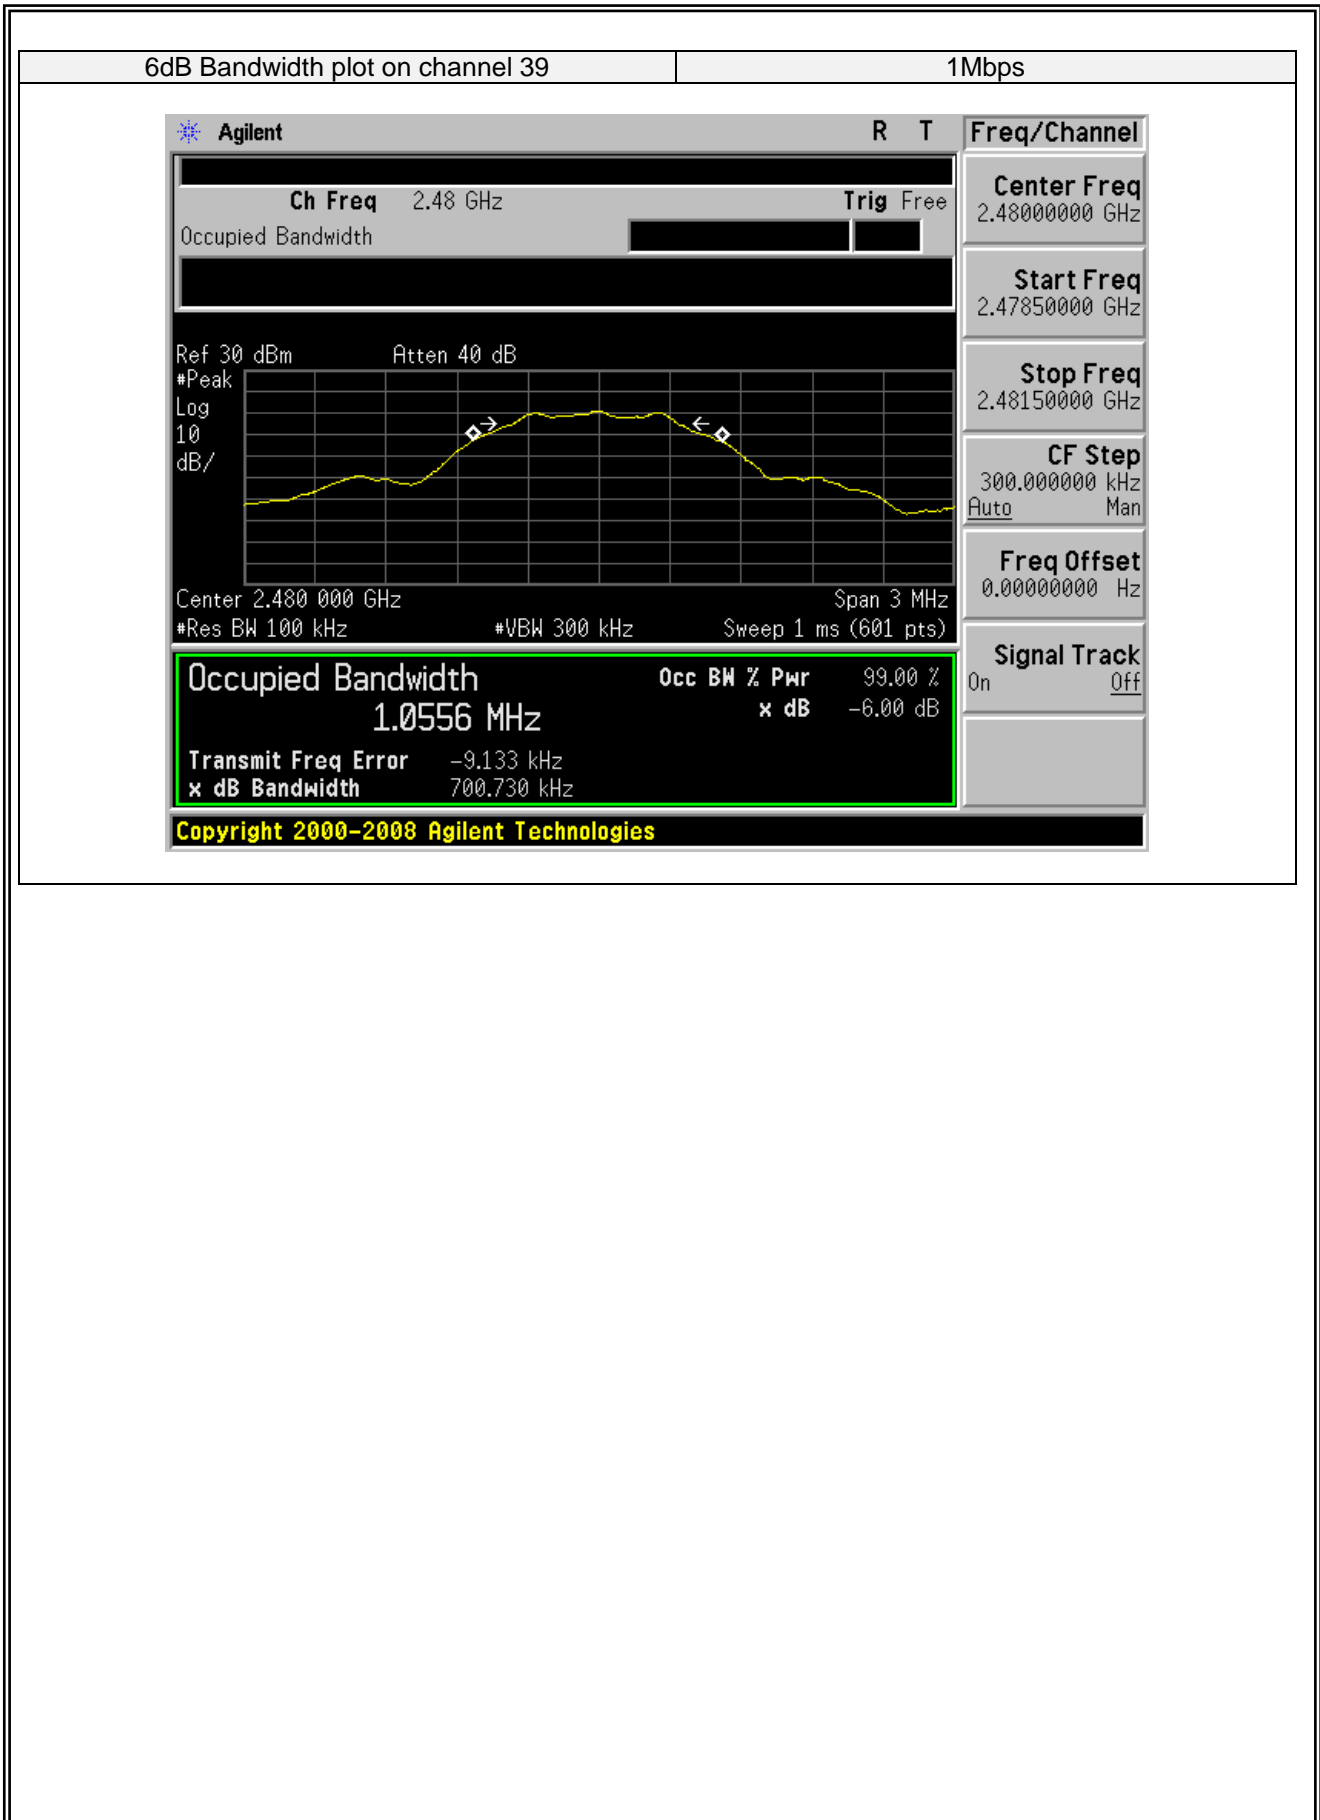 6dB Bandwidth plot on channel 39 1Mbps
Agilent R T Freq/Channel
Ch Freq 2.48 GHz Trig Free
Occupied Bandwidth
Center Freq
2.48000000 GHz
Start Freq
2.47850000 GHz
Stop Freq
2.48150000 GHz
CF Step
300.000000 kHz
Auto Man
Freq Offset
0.00000000 Hz
Signal Track
On Off
Ref 30 dBm Atten 40 dB
#Peak
Log
10
dB/
Center 2.480 000 GHz Span 3 MHz
#Res BW 100 kHz #VBW 300 kHz Sweep 1 ms (601 pts)
Occupied Bandwidth Occ BW % Pwr 99.00 %
1.0556 MHz x dB -6.00 dB
Transmit Freq Error -9.133 kHz
x dB Bandwidth 700.730 kHz
Copyright 2000-2008 Agilent Technologies